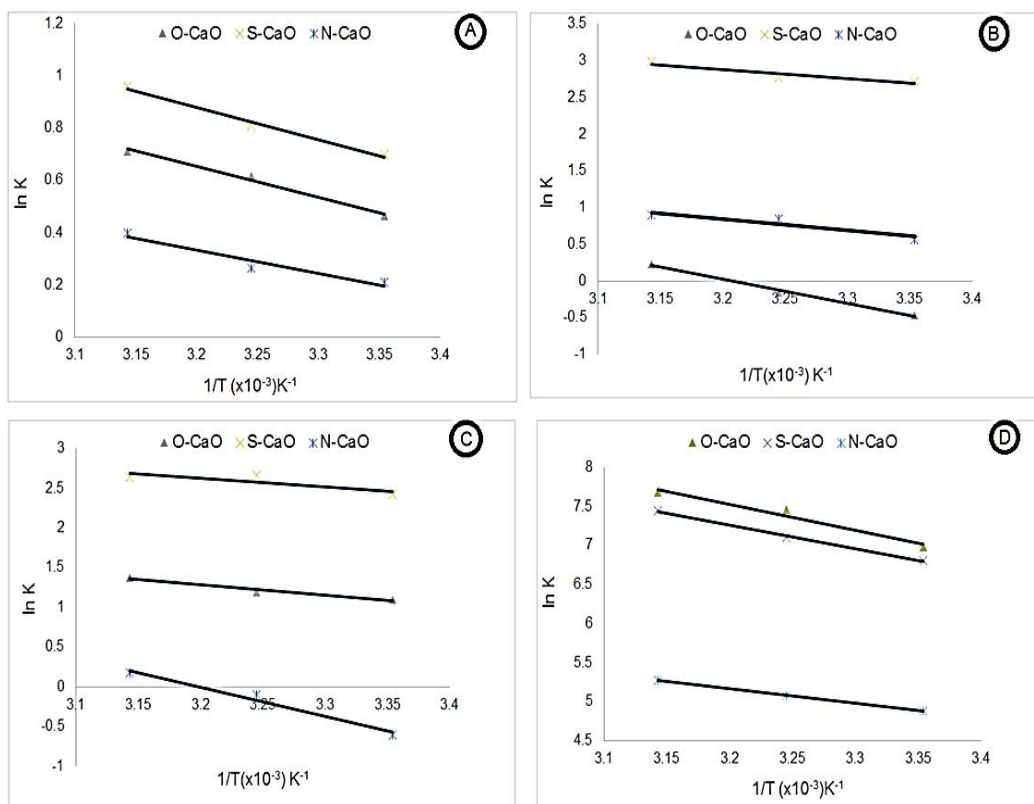 A
O-CaO S-CaO N-CaO
1.2
1
0.8
0.6
0.4
0.2
0
3.1 3.15 3.2 3.25 3.3 3.35 3.4
ln K
1/T (x10-3)K-1
B
O-CaO S-CaO N-CaO
3.5
3
2.5
2
1.5
1
0.5
0
-0.5
-1
3.1 3.15 3.2 3.25 3.3 3.35 3.4
ln K
1/T(x10-3) K-1
C
O-CaO S-CaO N-CaO
3
2.5
2
1.5
1
0.5
0
-0.5
-1
3.1 3.15 3.2 3.25 3.3 3.35 3.4
ln K
1/T(x10-3) K-1
D
O-CaO S-CaO N-CaO
8
7.5
7
6.5
6
5.5
5
4.5
3.1 3.15 3.2 3.25 3.3 3.35 3.4
ln K
1/T(x10-3)K-1